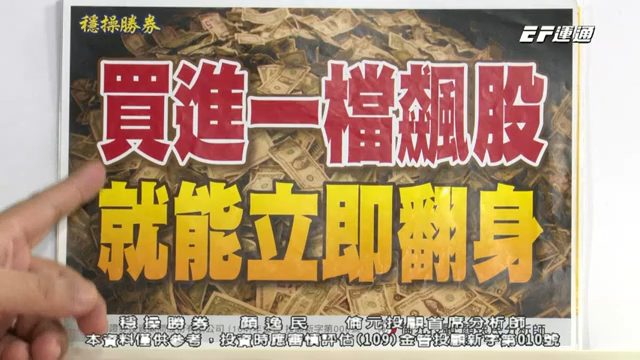 穩操勝券
EF運通
買進一檔飆股
就能立即翻身
穩操勝券 顏逸民 倫元投顧首席分析師
本資料僅供參考，投資時應審慎評估(109)金管投顧新字第010號